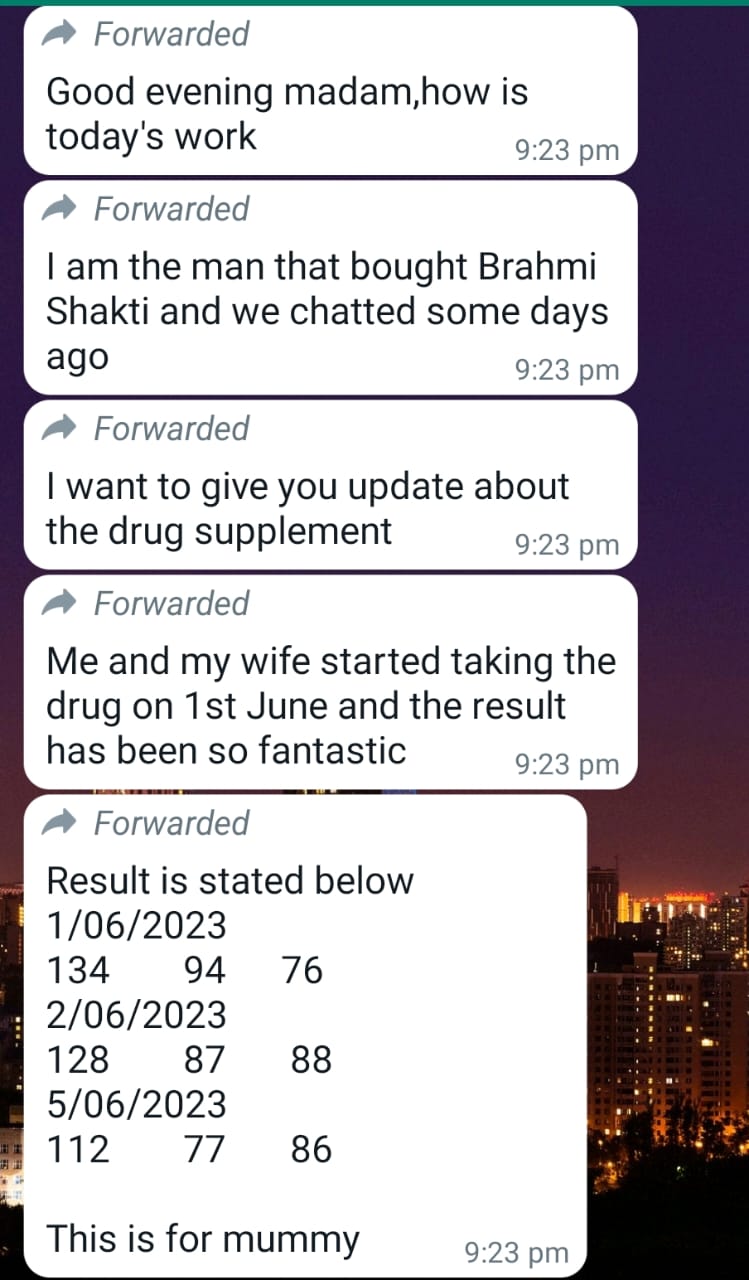 Forwarded
Good evening madam,how is
today's work
9:23 pm
Forwarded
I am the man that bought Brahmi
Shakti and we chatted some days
ago
9:23 pm
Forwarded
I want to give you update about
the drug supplement
9:23 pm
Forwarded
Me and my wife started taking the
drug on 1st June and the result
has been so fantastic
9:23 pm
Forwarded
Result is stated below
1/06/2023
134 94 76
2/06/2023
128 87 88
5/06/2023
112 77 86
This is for mummy
9:23 pm